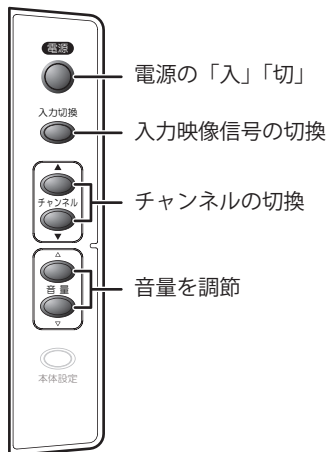 電源
電源の「入」「切」
入力切換
入力映像信号の切換
▲
チャンネル
チャンネルの切換
▼
△
音量
音量を調節
▽
本体設定